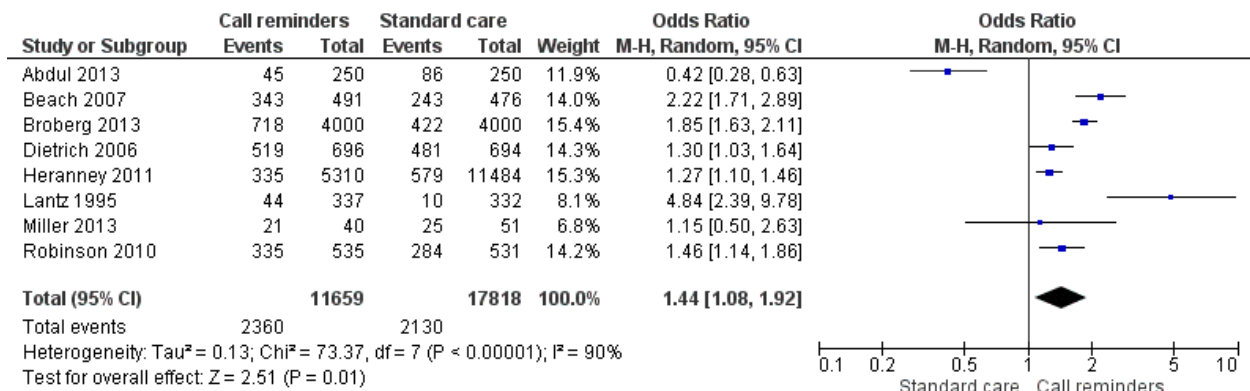 Call reminders Standard care Odds Ratio Odds Ratio
Study or Subgroup Events Total Events Total Weight M-H, Random, 95% CI M-H, Random, 95% CI
Abdul 2013 45 250 86 250 11.9% 0.42 [0.28, 0.63]
Beach 2007 343 491 243 476 14.0% 2.22 [1.71, 2.89]
Broberg 2013 718 4000 422 4000 15.4% 1.85 [1.63, 2.11]
Dietrich 2006 519 696 481 694 14.3% 1.30 [1.03, 1.64]
Heranney 2011 335 5310 579 11484 15.3% 1.27 [1.10, 1.46]
Lantz 1995 44 337 10 332 8.1% 4.84 [2.39, 9.78]
Miller 2013 21 40 25 51 6.8% 1.15 [0.50, 2.63]
Robinson 2010 335 535 284 531 14.2% 1.46 [1.14, 1.86]
Total (95% CI) 11659 17818 100.0% 1.44 [1.08, 1.92]
Total events 2360 2130
Heterogeneity: Tau² = 0.13; Chi² = 73.37, df = 7 (P < 0.00001); I² = 90%
Test for overall effect: Z = 2.51 (P = 0.01)
0.1 0.2 0.5 1 2 5 10
Standard care Call reminders